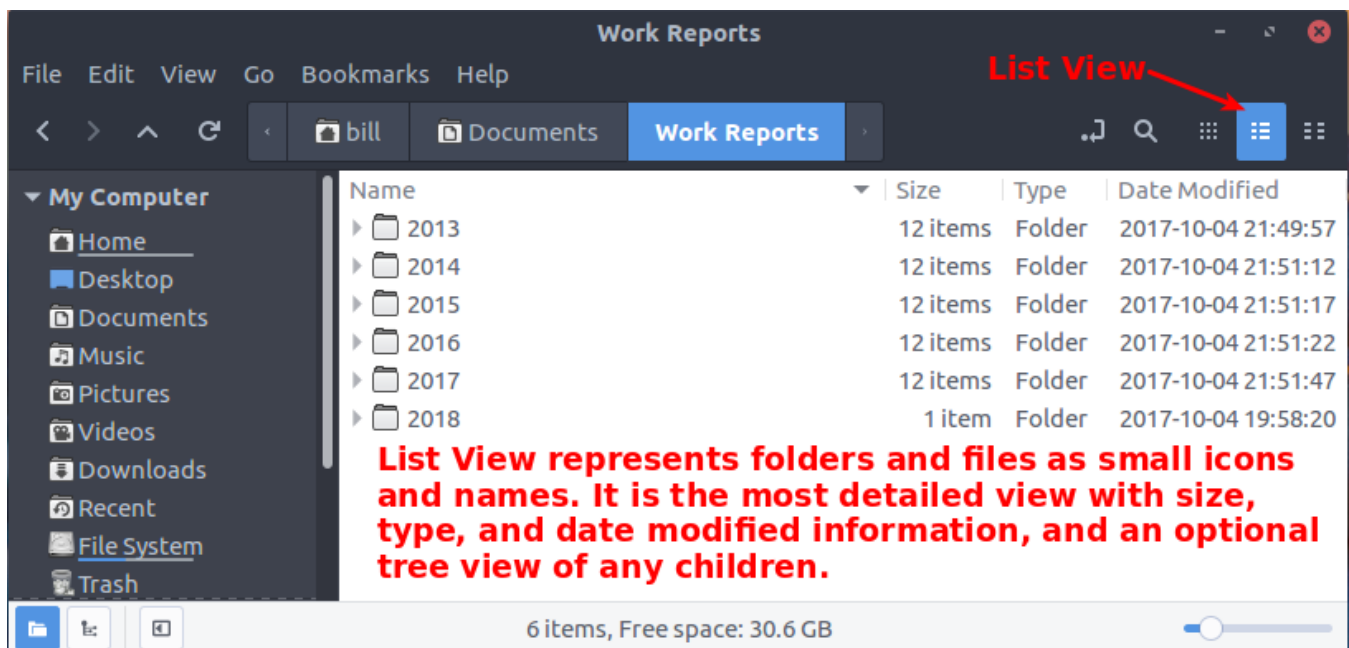 Work Reports
File Edit View Go Bookmarks Help
List View
bill Documents Work Reports
My Computer
Home
Desktop
Documents
Music
Pictures
Videos
Downloads
Recent
File System
Trash
Name Size Type Date Modified
2013 12 items Folder 2017-10-04 21:49:57
2014 12 items Folder 2017-10-04 21:51:12
2015 12 items Folder 2017-10-04 21:51:17
2016 12 items Folder 2017-10-04 21:51:22
2017 12 items Folder 2017-10-04 21:51:47
2018 1 item Folder 2017-10-04 19:58:20
List View represents folders and files as small icons
and names. It is the most detailed view with size,
type, and date modified information, and an optional
tree view of any children.
6 items, Free space: 30.6 GB